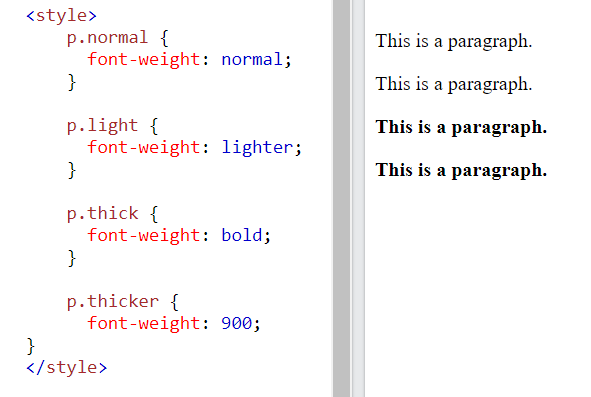 <style>
p.normal {
font-weight: normal;
}
p.light {
font-weight: lighter;
}
p.thick {
font-weight: bold;
}
p.thicker {
font-weight: 900;
}
</style>
This is a paragraph.
This is a paragraph.
This is a paragraph.
This is a paragraph.